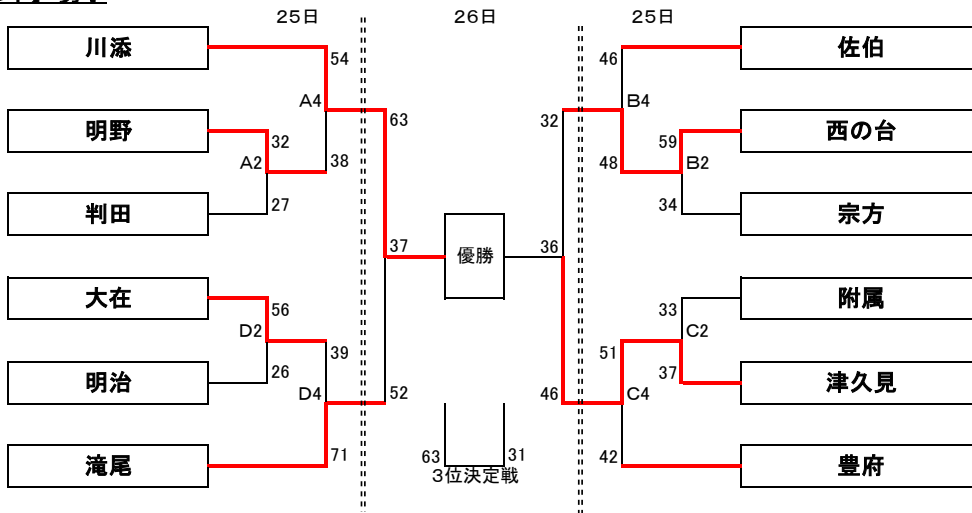 25日
26日
25日
川添
54
46
佐伯
A4
B4
63
32
明野
32
59
西の台
A2
38
48
B2
判田
27
34
宗方
37
優勝
36
大在
56
33
附属
D2
C2
39
51
明治
26
37
津久見
D4
52
46
C4
滝尾
71
63
31
42
豊府
3位決定戦